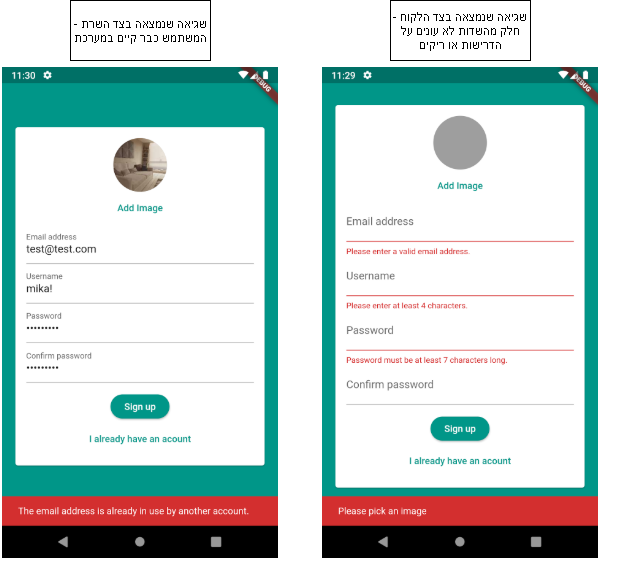 שגיאה שנמצאה בצד השרת -
המשתמש כבר קיים במערכת
11:30
DEBUG
Add Image
Email address
test@test.com
Username
mika!
Password
•••••••••
Confirm password
•••••••••
Sign up
I already have an acount
The email address is already in use by another account.
שגיאה שנמצאה בצד הלקוח -
חלק מהשדות לא עונים על
הדרישות או ריקים
11:29
DEBUG
Add Image
Email address
Please enter a valid email address.
Username
Please enter at least 4 characters.
Password
Password must be at least 7 characters long.
Confirm password
Sign up
I already have an acount
Please pick an image